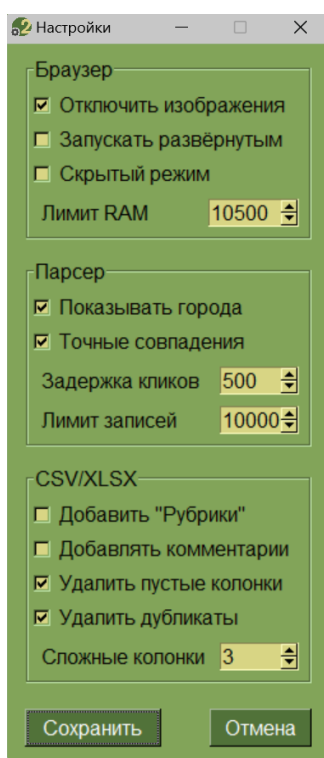 Настройки
Браузер
Отключить изображения
Запускать развёрнутым
Скрытый режим
Лимит RAM 10500
Парсер
Показывать города
Точные совпадения
Задержка кликов 500
Лимит записей 10000
CSV/XLSX
Добавить "Рубрики"
Добавлять комментарии
Удалить пустые колонки
Удалить дубликаты
Сложные колонки 3
Сохранить Отмена